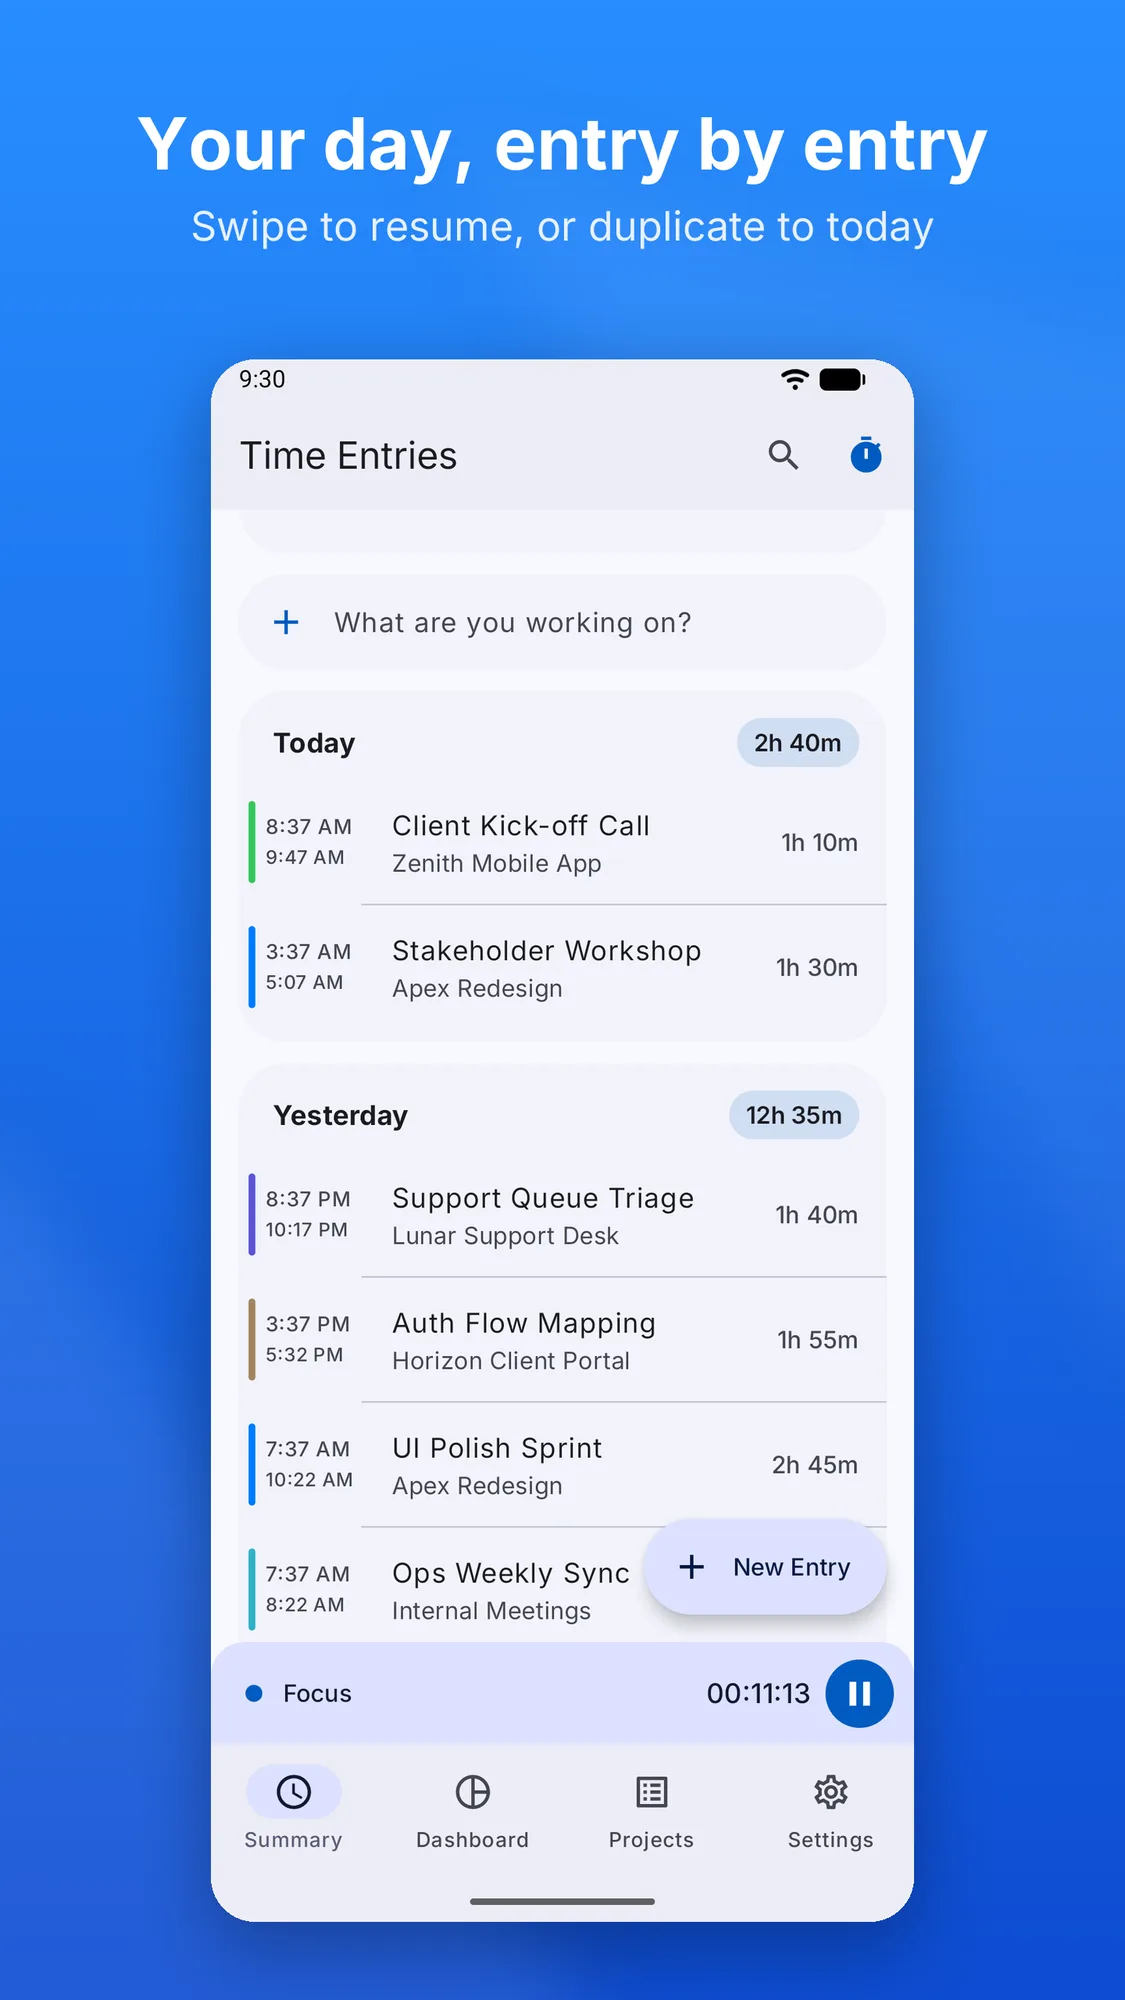 Your day, entry by entry
Swipe to resume, or duplicate to today
9:30
Time Entries
What are you working on?
Today
2h 40m
8:37 AM
9:47 AM
Client Kick-off Call
Zenith Mobile App
1h 10m
3:37 AM
5:07 AM
Stakeholder Workshop
Apex Redesign
1h 30m
Yesterday
12h 35m
8:37 PM
10:17 PM
Support Queue Triage
Lunar Support Desk
1h 40m
3:37 PM
5:32 PM
Auth Flow Mapping
Horizon Client Portal
1h 55m
7:37 AM
10:22 AM
UI Polish Sprint
Apex Redesign
2h 45m
7:37 AM
8:22 AM
Ops Weekly Sync
Internal Meetings
New Entry
Focus
00:11:13
Summary
Dashboard
Projects
Settings